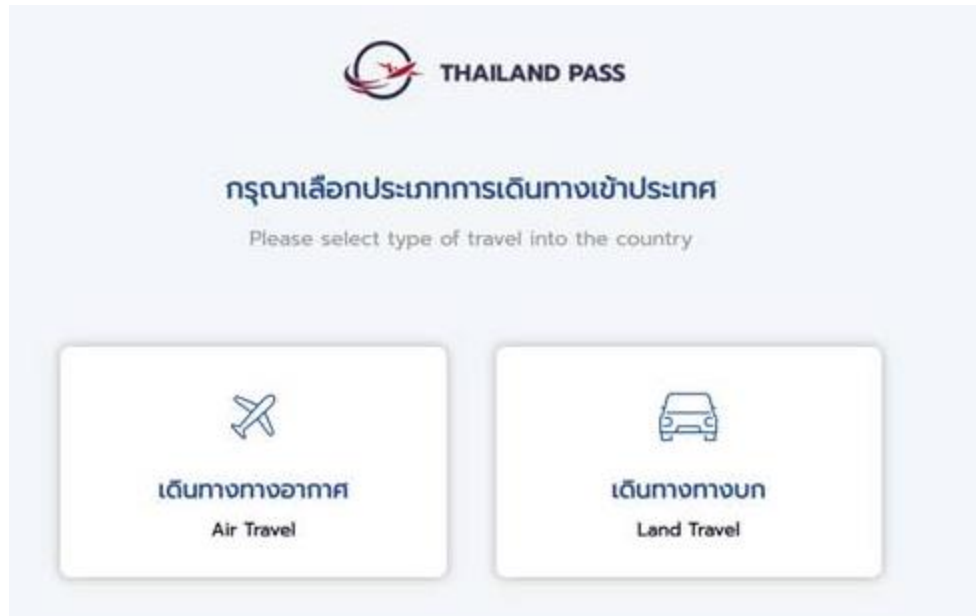 THAILAND PASS
กรุณาเลือกประเภทการเดินทางเข้าประเทศ
Please select type of travel into the country
เดินทางทางอากาศ
Air Travel
เดินทางทางบก
Land Travel